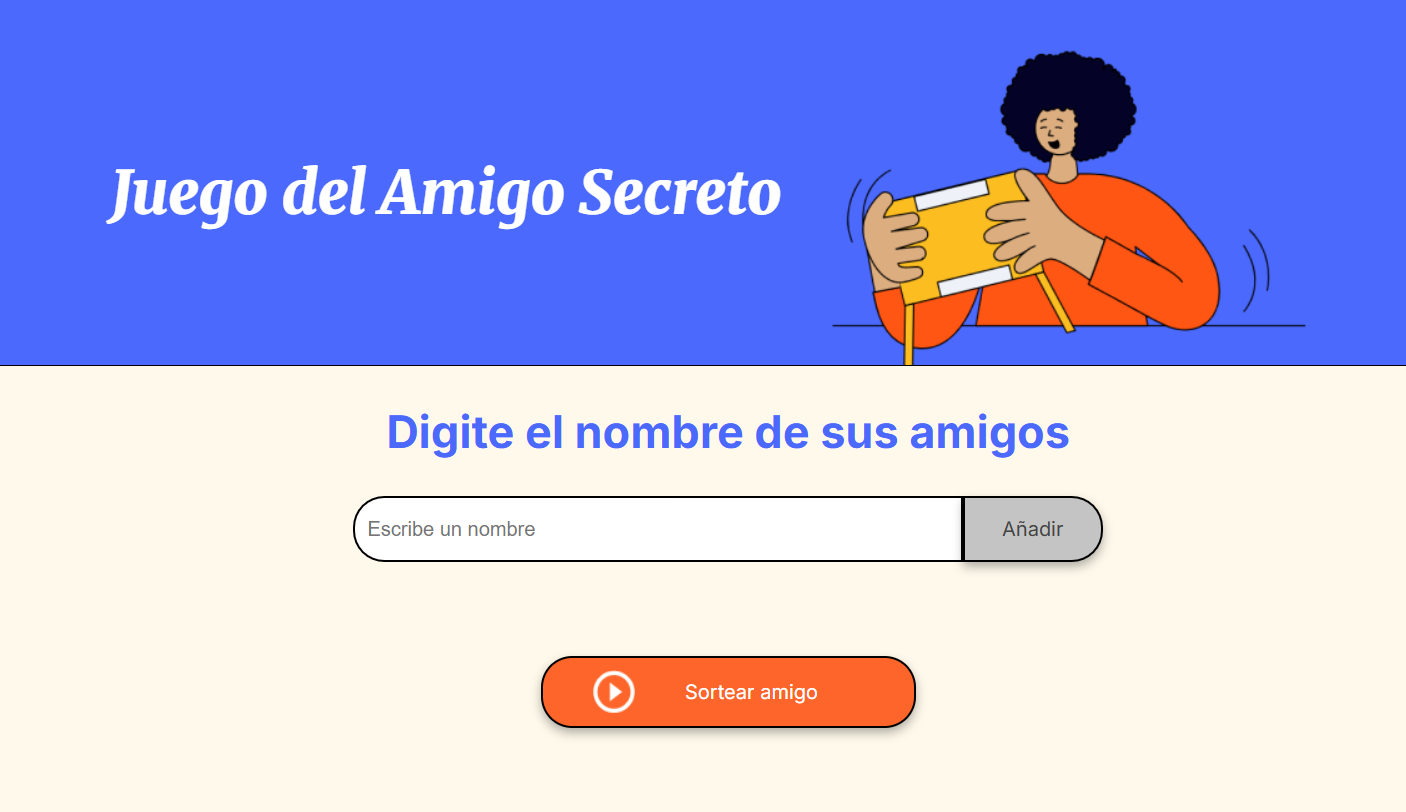 Juego del Amigo Secreto
Digite el nombre de sus amigos
Escribe un nombre
Añadir
Sortear amigo